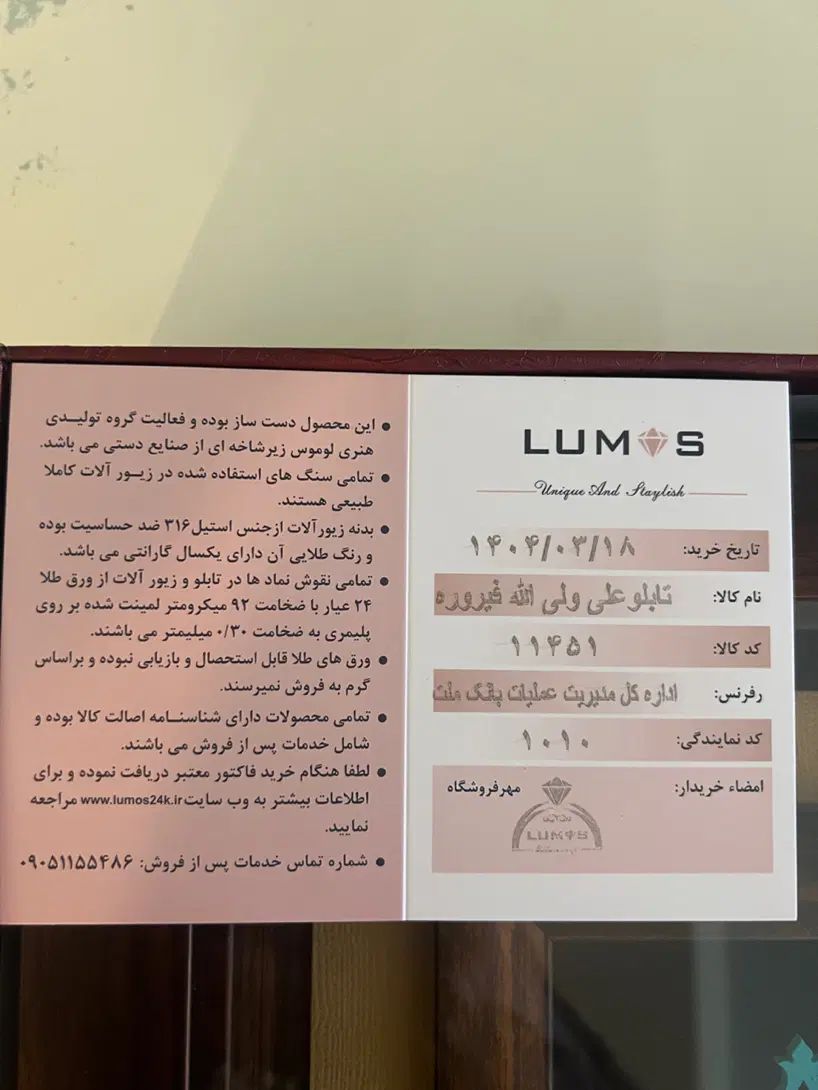 LUMOS
Unique And Staylish
تاریخ خرید: ۱۴۰۴/۰۳/۱۸
نام کالا: تابلو علی ولی الله فیروره
کد کالا: ۱۱۴۵۱
رفرنس: اداره کل مدیریت عملیات بانک ملت
کد نمایندگی: ۱۰۱۰
امضاء خریدار: مهرفروشگاه
LUMOS
● این محصول دست ساز بوده و فعالیت گروه تولیـدی
هنری لوموس زیرشاخه ای از صنایع دستی می باشد.
● تمامی سنگ های استفاده شده در زیـور آلات کاملا
طبیعی هستند.
● بدنه زیورآلات ازجنس استیل۳۱۶ ضد حساسیت بوده
و رنگ طلایی آن دارای یکسال گارانتی می باشد.
● تمامی نقوش نماد ها در تابلو و زیور آلات از ورق طلا
۲۴ عیار با ضخامت ۹۲ میکرومتر لمینت شده بر روی
پلیمری به ضخامت ۰/۳۰ میلیمتر می باشند.
● ورق های طلا قابل استحصال و بازیابی نبوده و براساس
گرم به فروش نمیرسند.
● تمامی محصولات دارای شناسنـامه اصالت کالا بوده و
شامل خدمات پس از فروش می باشند.
● لطفا هنگام خرید فاکتور معتبر دریافت نموده و برای
اطلاعات بیشتر به وب سایت www.lumos24k.ir مراجعه
نمایید.
● شماره تماس خدمات پس از فروش: ۰۹۰۵۱۱۵۵۴۸۶